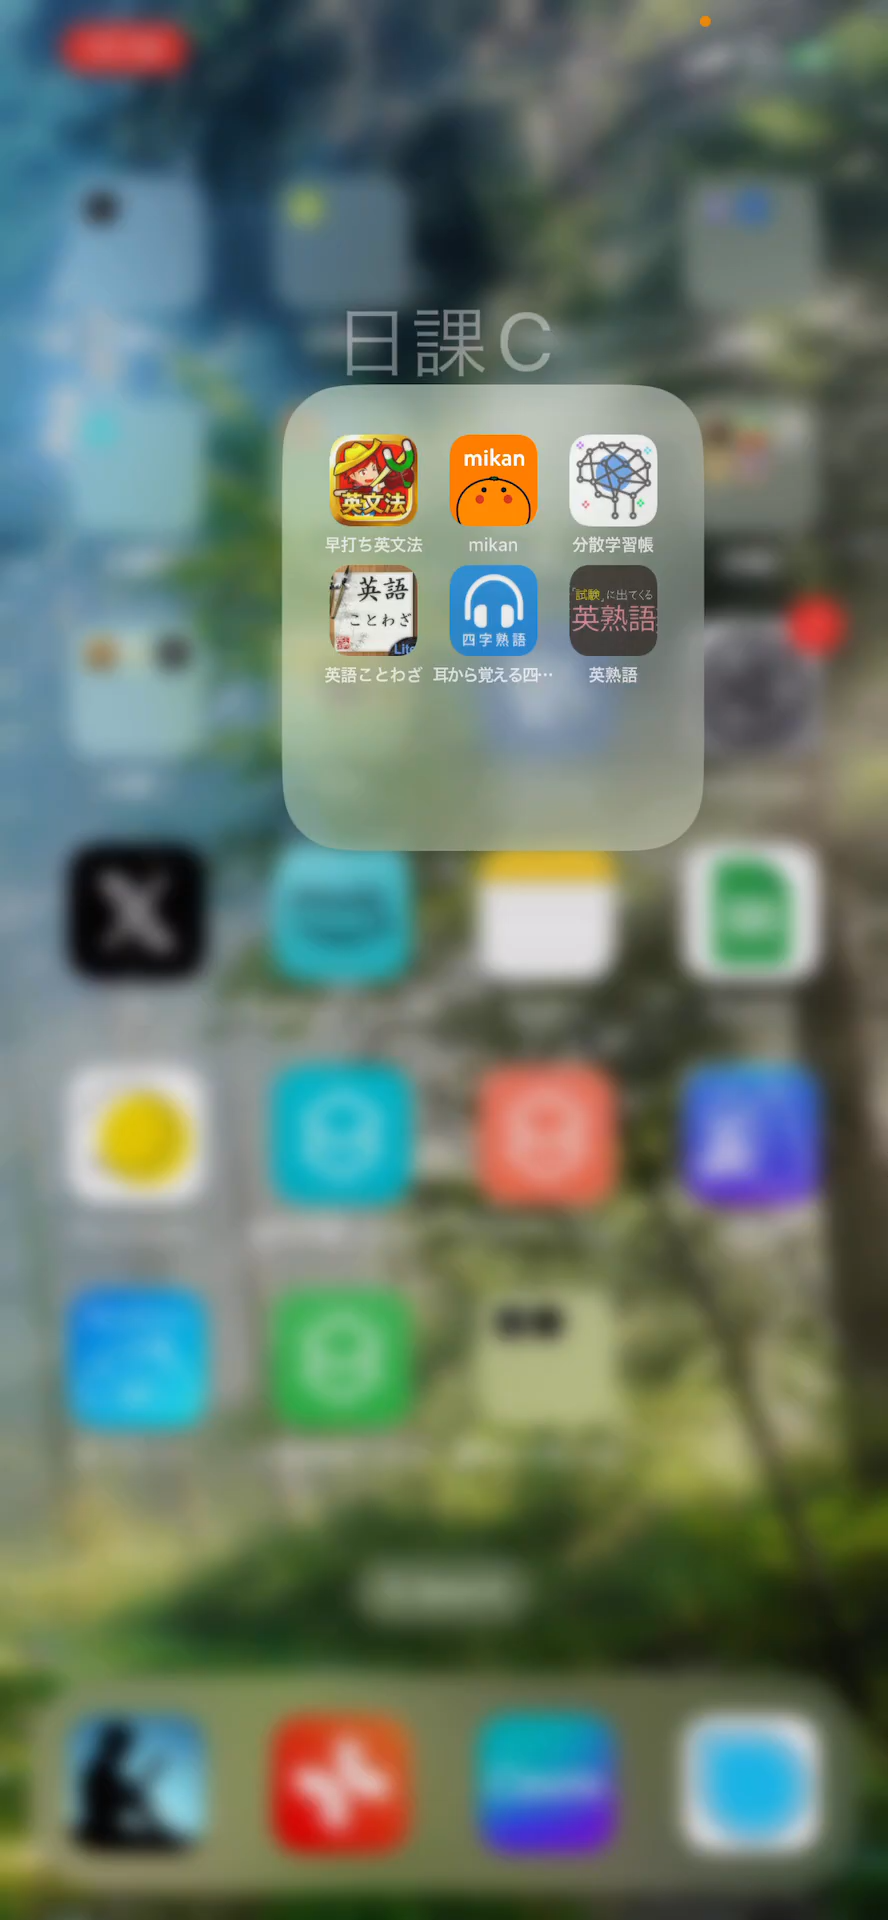 日課C
英文法
mikan
早打ち英文法
mikan
分散学習帳
英語
ことわざ
Lite
四字熟語
「試験」に出てくる
英熟語
英語ことわざ
耳から覚える四…
英熟語